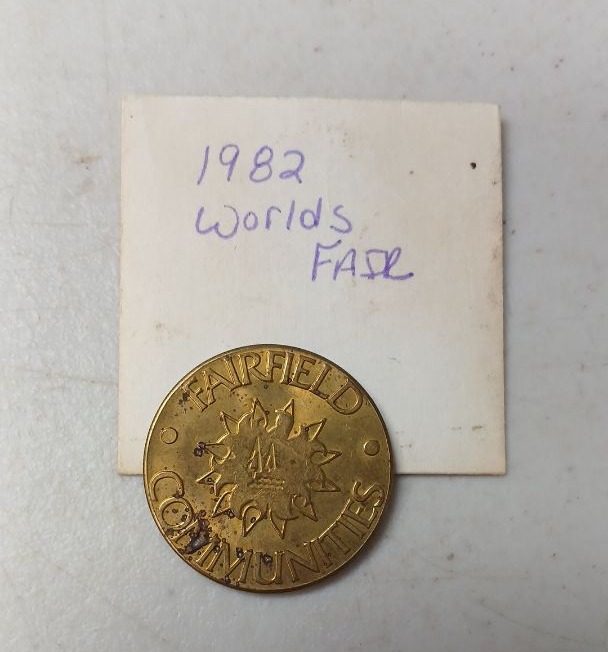 1982
Worlds
FAIR
FAIRFIELD
COMMUNITIES